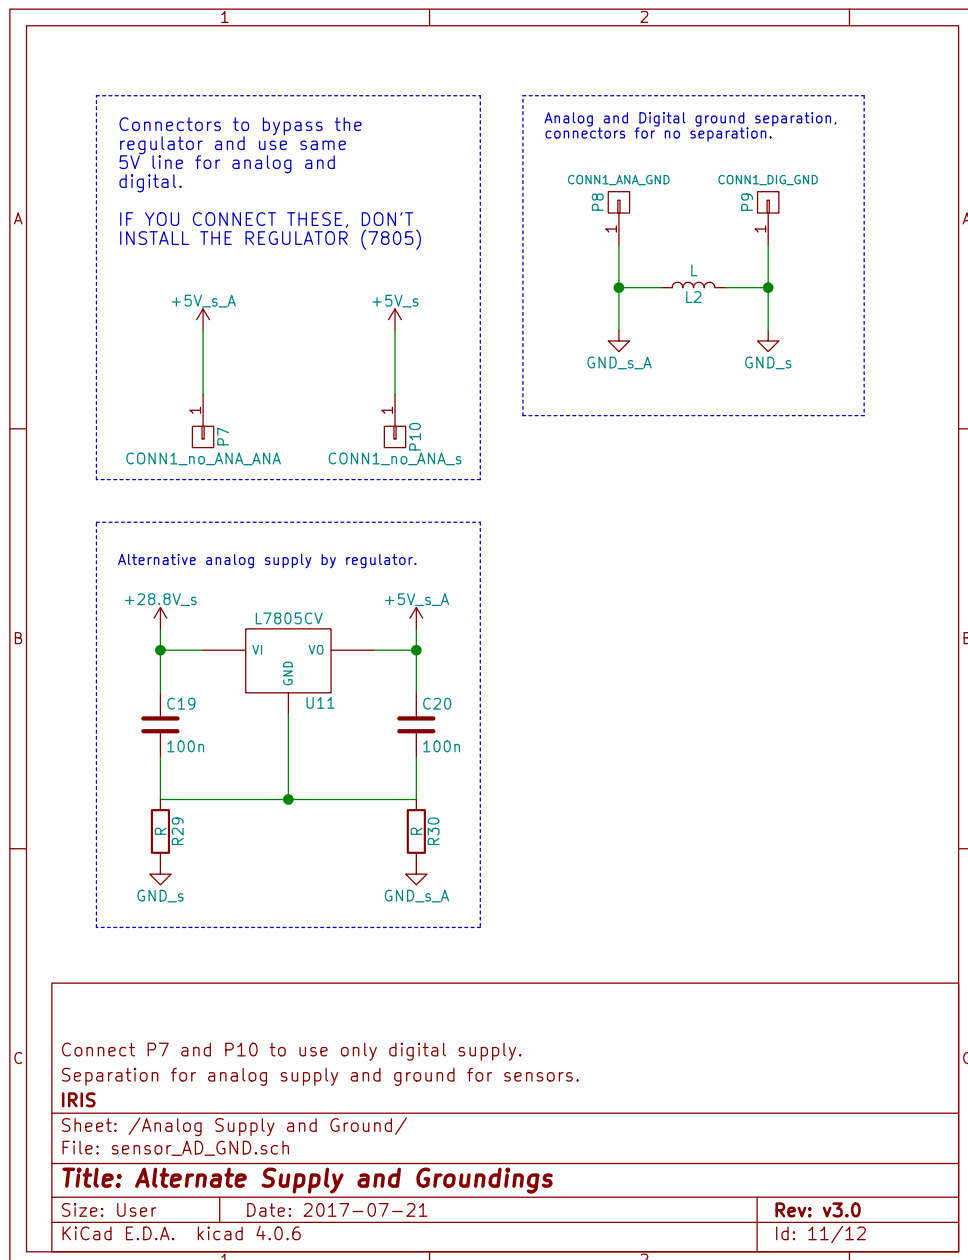 1
2
Connectors to bypass the
regulator and use same
5V line for analog and
digital.
IF YOU CONNECT THESE, DON'T
INSTALL THE REGULATOR (7805)
+5V_s_A
+5V_s
1
1
P7
P10
CONN1_no_ANA_ANA
CONN1_no_ANA_s
Analog and Digital ground separation,
connectors for no separation.
CONN1_ANA_GND
CONN1_DIG_GND
P8
P9
1
1
L
L2
GND_s_A
GND_s
A
A
Alternative analog supply by regulator.
+28.8V_s
+5V_s_A
L7805CV
VI
VO
GND
U11
C19
C20
100n
100n
R
R29
R
R30
GND_s
GND_s_A
B
B
C
C
Connect P7 and P10 to use only digital supply.
Separation for analog supply and ground for sensors.
IRIS
Sheet: /Analog Supply and Ground/
File: sensor_AD_GND.sch
Title: Alternate Supply and Groundings
Size: User
Date: 2017-07-21
Rev: v3.0
KiCad E.D.A.  kicad 4.0.6
Id: 11/12
1
2